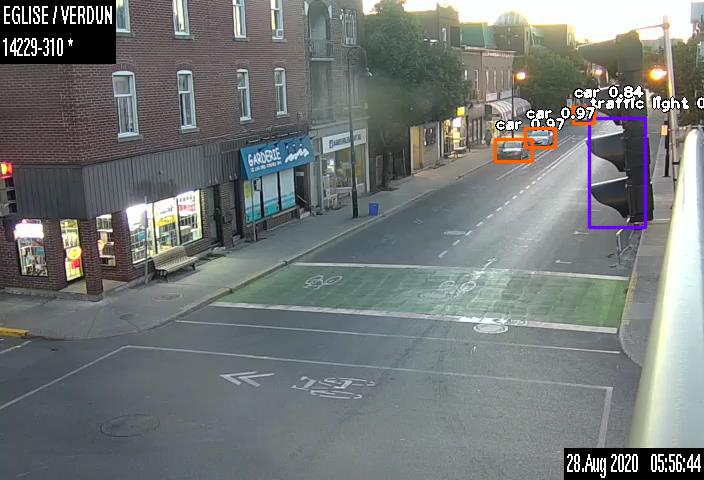 EGLISE / VERDUN
14229-310 *
car 0.84
traffic light 0
car 0.97
car 0.97
GARDERIE
28.Aug 2020 05:56:44